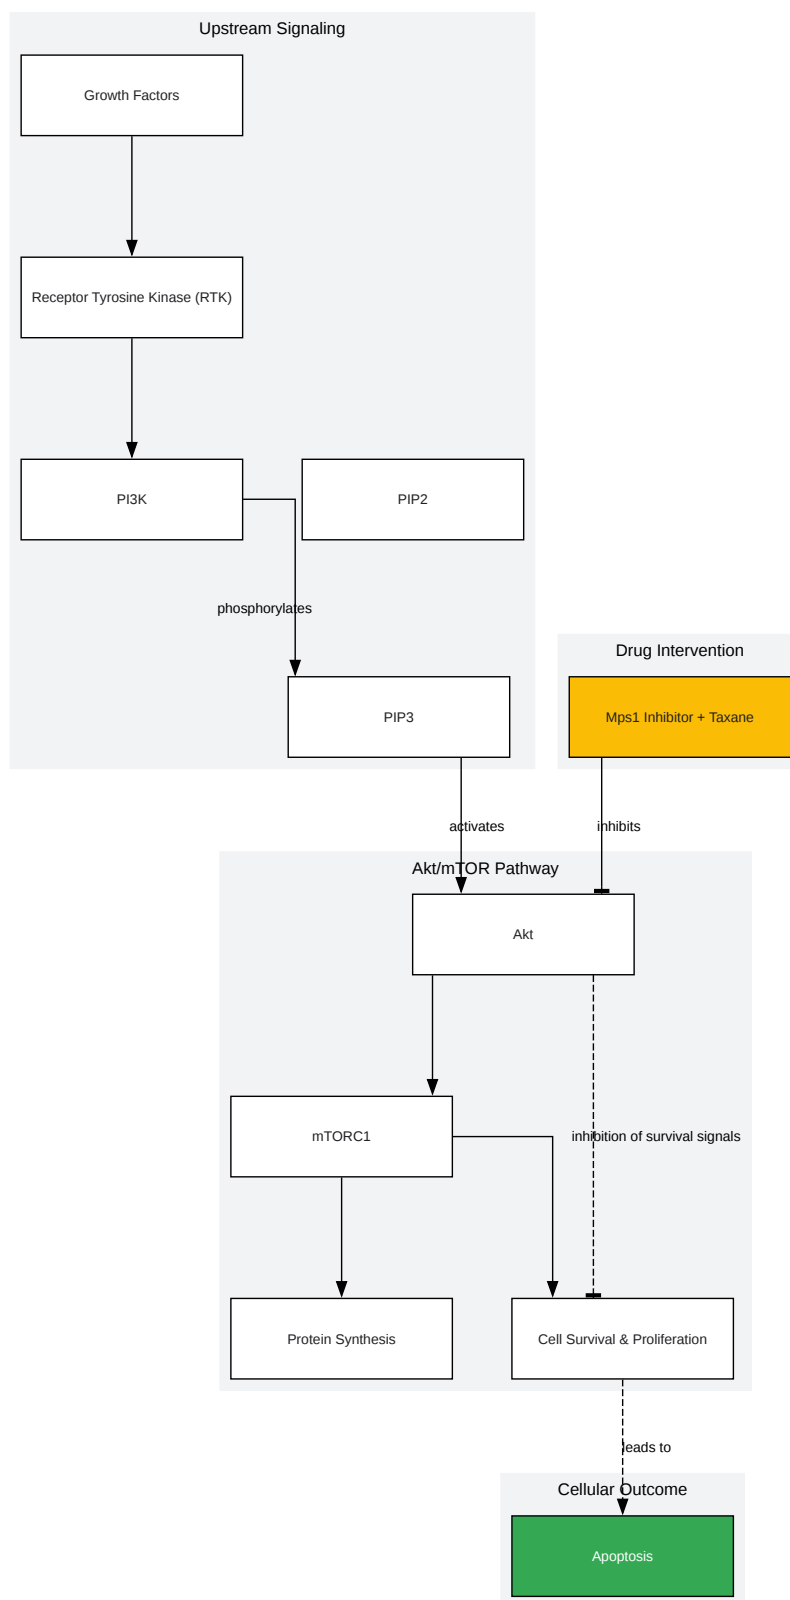 Upstream Signaling
Growth Factors
Receptor Tyrosine Kinase (RTK)
PI3K
PIP2
phosphorylates
PIP3
Drug Intervention
Mps1 Inhibitor + Taxane
activates
inhibits
Akt/mTOR Pathway
Akt
mTORC1
inhibition of survival signals
Protein Synthesis
Cell Survival & Proliferation
leads to
Cellular Outcome
Apoptosis